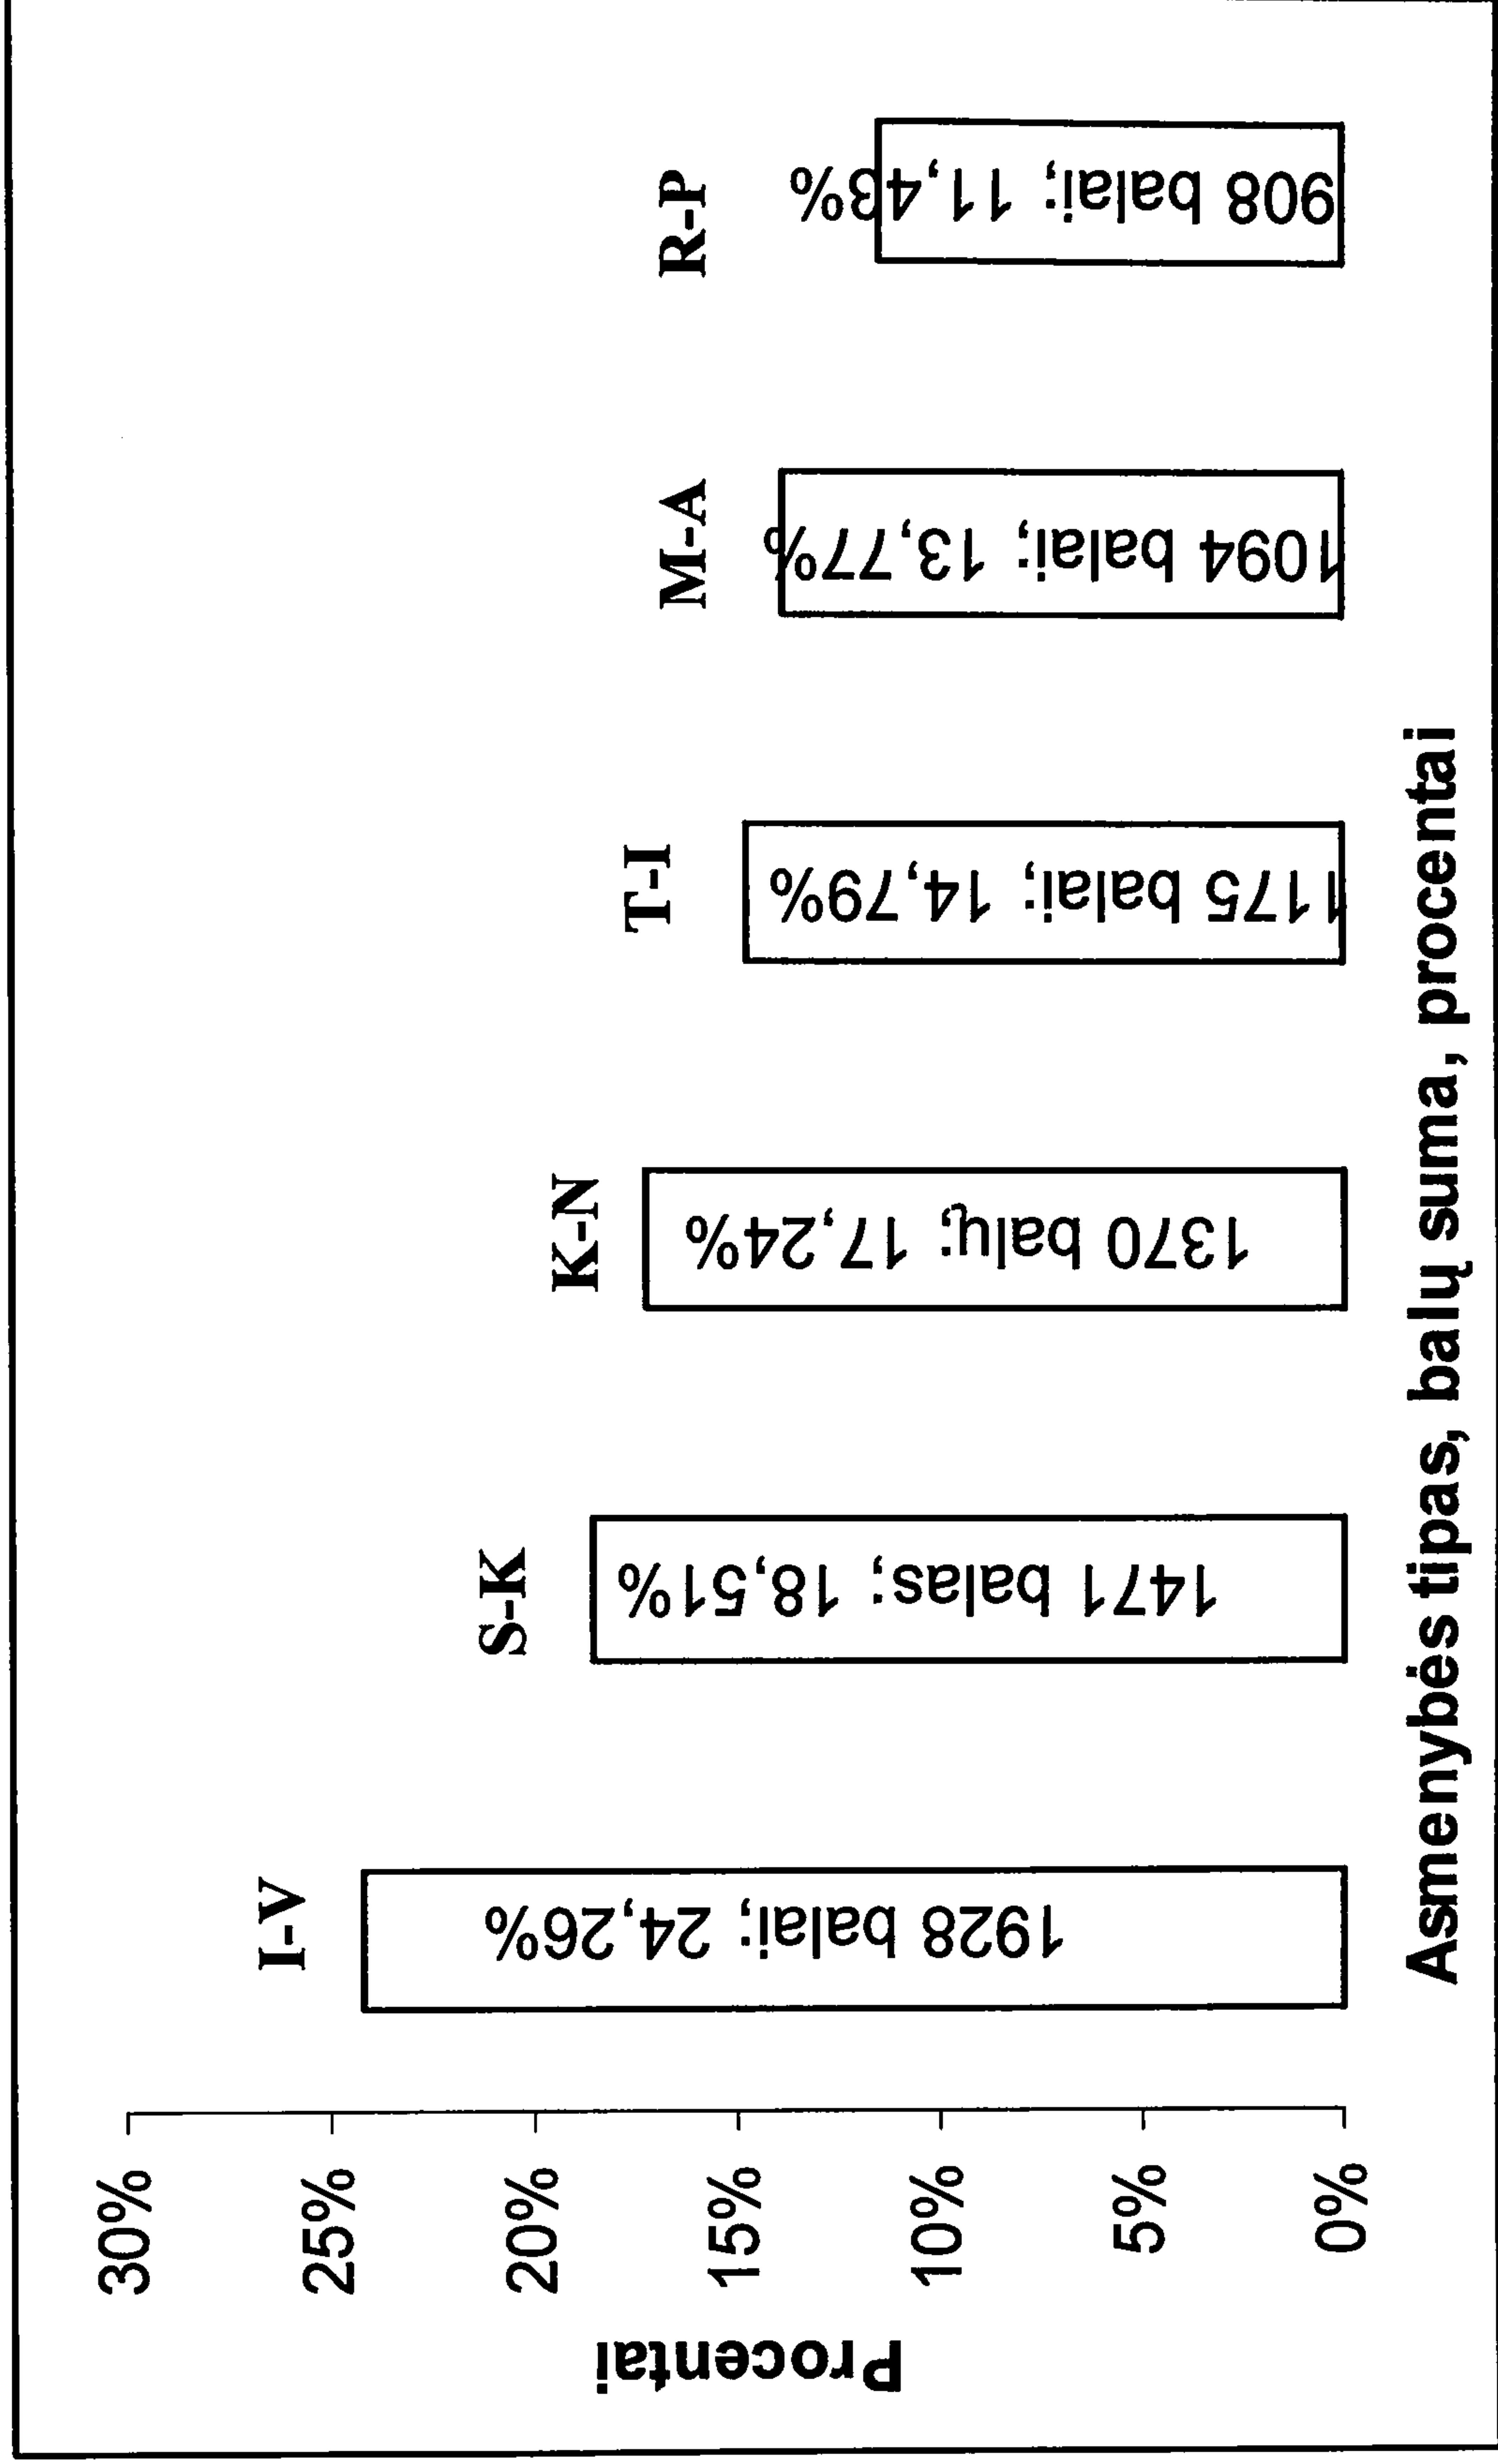 Procentai
30%
25%
20%
15%
10%
5%
0%
I-V
1928 balai; 24,26%
S-K
1471 balas; 18,51%
K-N
1370 balų; 17,24%
T-I
1175 balai; 14,79%
M-A
1094 balai; 13,77%
R-P
908 balai; 11,43%
Asmenybės tipas, balų suma, procentai